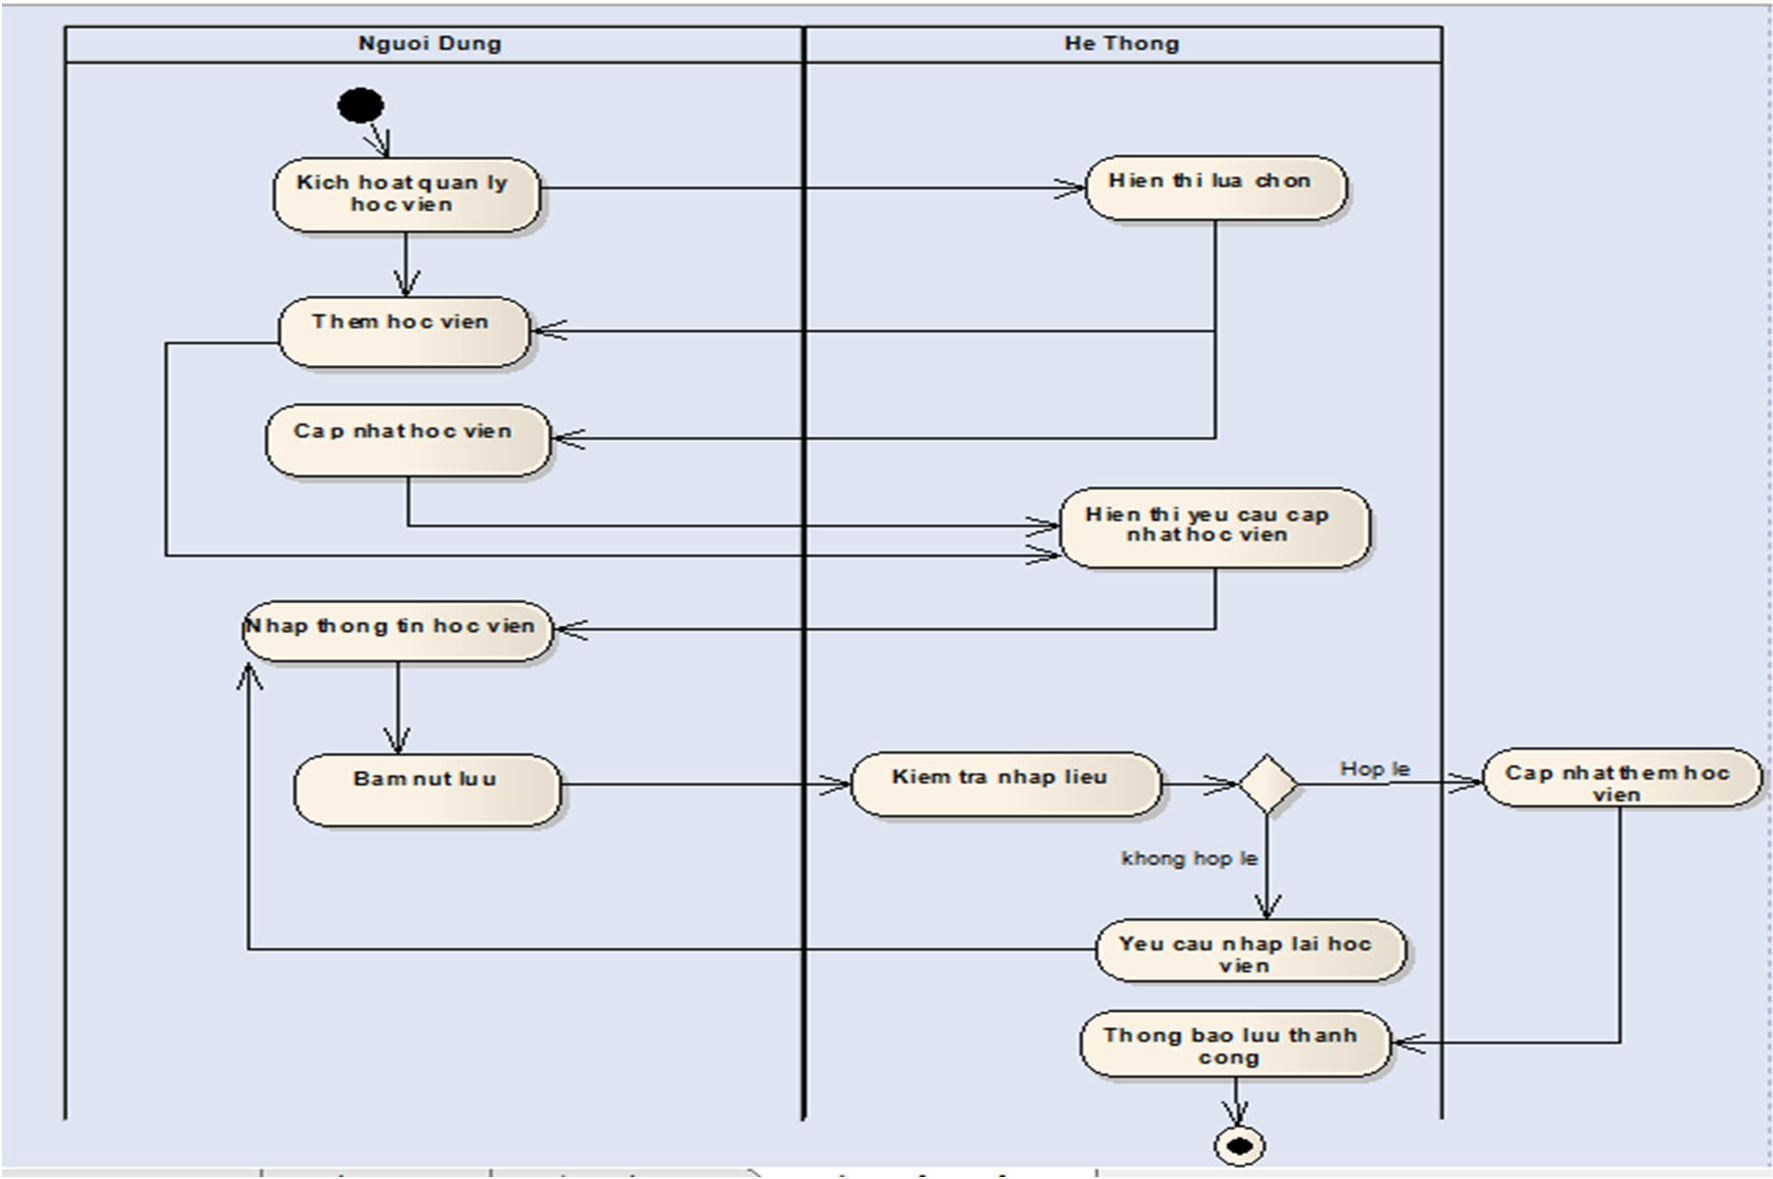 Nguoi Dung
He Thong
Kich hoat quan ly
hoc vien
Hien thi lua chon
Them hoc vien
Cap nhat hoc vien
Hien thi yeu cau cap
nhat hoc vien
Nhap thong tin hoc vien
Bam nut luu
Kiem tra nhap lieu
Hop le
Cap nhat them hoc
vien
khong hop le
Yeu cau nhap lai hoc
vien
Thong bao luu thanh
cong